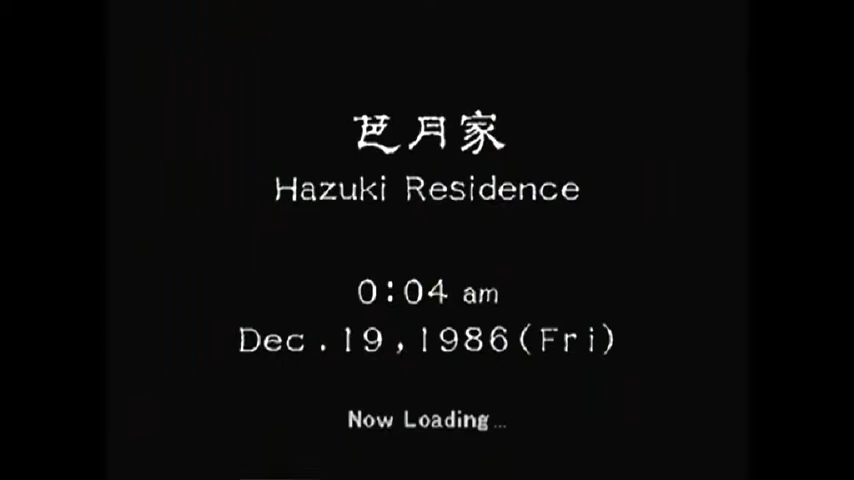 芭月家
Hazuki Residence
0:04 am
Dec.19,1986(Fri)
Now Loading...